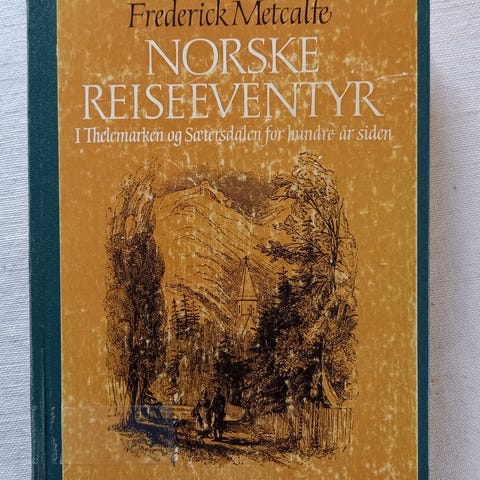 Frederick Metcalfe
NORSKE
REISEEVENTYR
I Thelemarken og Sætersdalen for hundre år siden